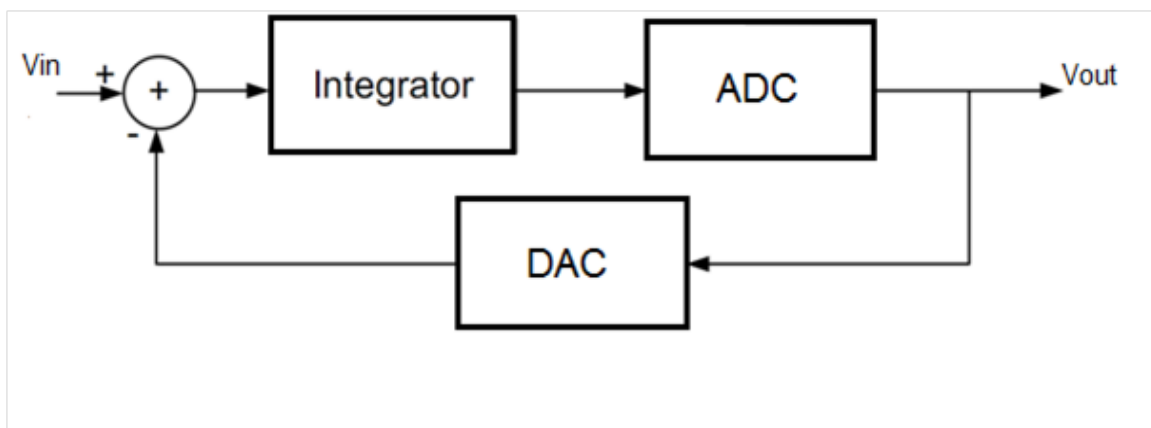 Vin
+
+
-
Integrator
ADC
Vout
DAC